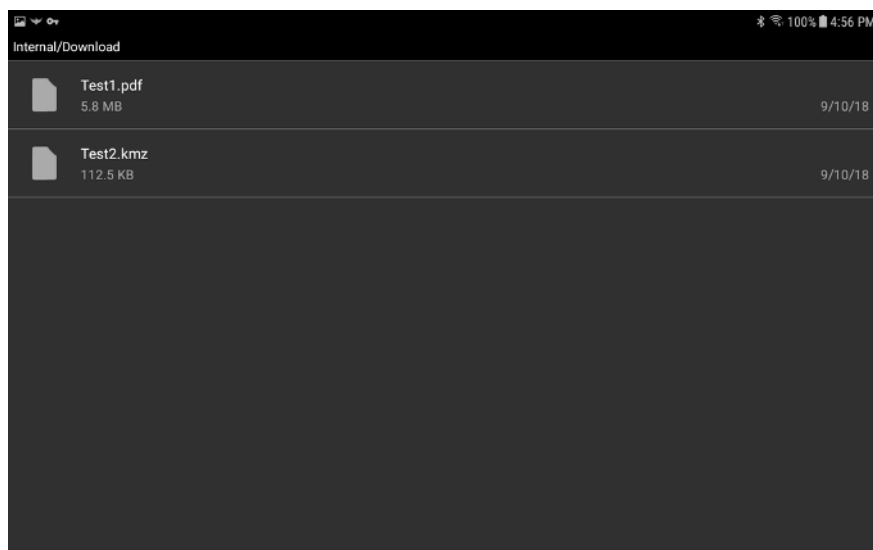 100% 4:56 PM
Internal/Download
Test1.pdf
5.8 MB
9/10/18
Test2.kmz
112.5 KB
9/10/18